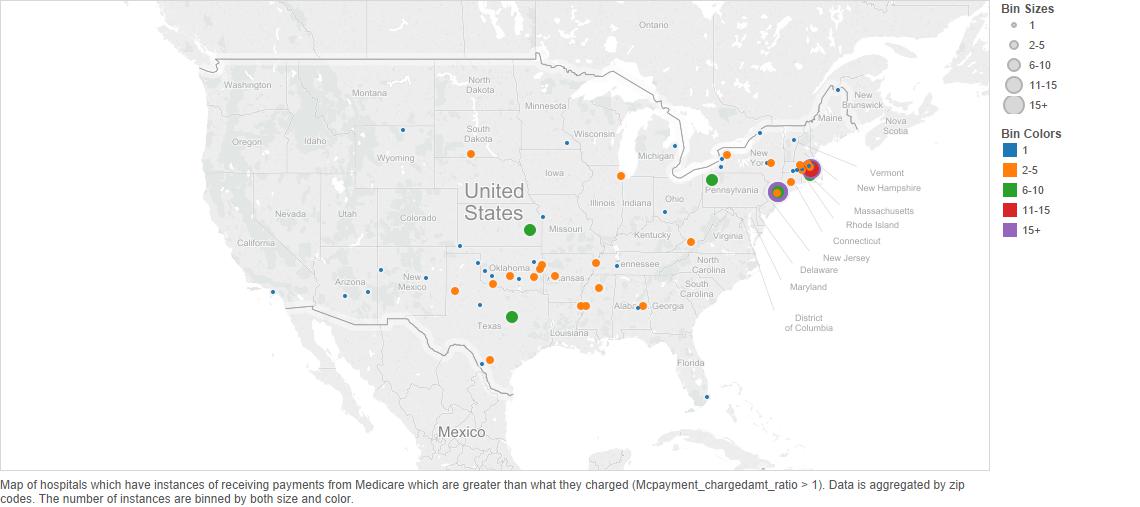 Ontario
Washington
Montana
North
Dakota
Minnesota
New
Brunswick
Maine
Nova
Scotia
Oregon
Idaho
South
Dakota
Wisconsin
Michigan
New
York
Wyoming
Vermont
Iowa
Pennsylvania
New Hampshire
United
States
Illinois
Indiana
Ohio
Nevada
Utah
Colorado
Massachusetts
Rhode Island
Missouri
Kentucky
Virginia
California
Connecticut
New Jersey
Oklahoma
Tennessee
North
Carolina
Delaware
Arizona
New
Mexico
Arkansas
South
Carolina
Maryland
Alabama
Georgia
Texas
Louisiana
District
of Columbia
Florida
Mexico
Bin Sizes
1
2-5
6-10
11-15
15+
Bin Colors
1
2-5
6-10
11-15
15+
Map of hospitals which have instances of receiving payments from Medicare which are greater than what they charged (Mcpayment_chargedamt_ratio > 1). Data is aggregated by zip
codes. The number of instances are binned by both size and color.